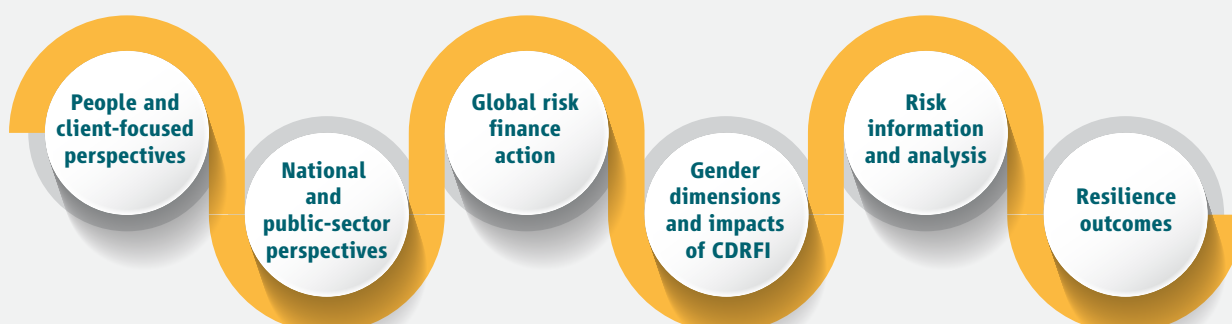 People and
client-focused
perspectives
National
and
public-sector
perspectives
Global risk
finance
action
Gender
dimensions
and impacts
of CDRFI
Risk
information
and analysis
Resilience
outcomes